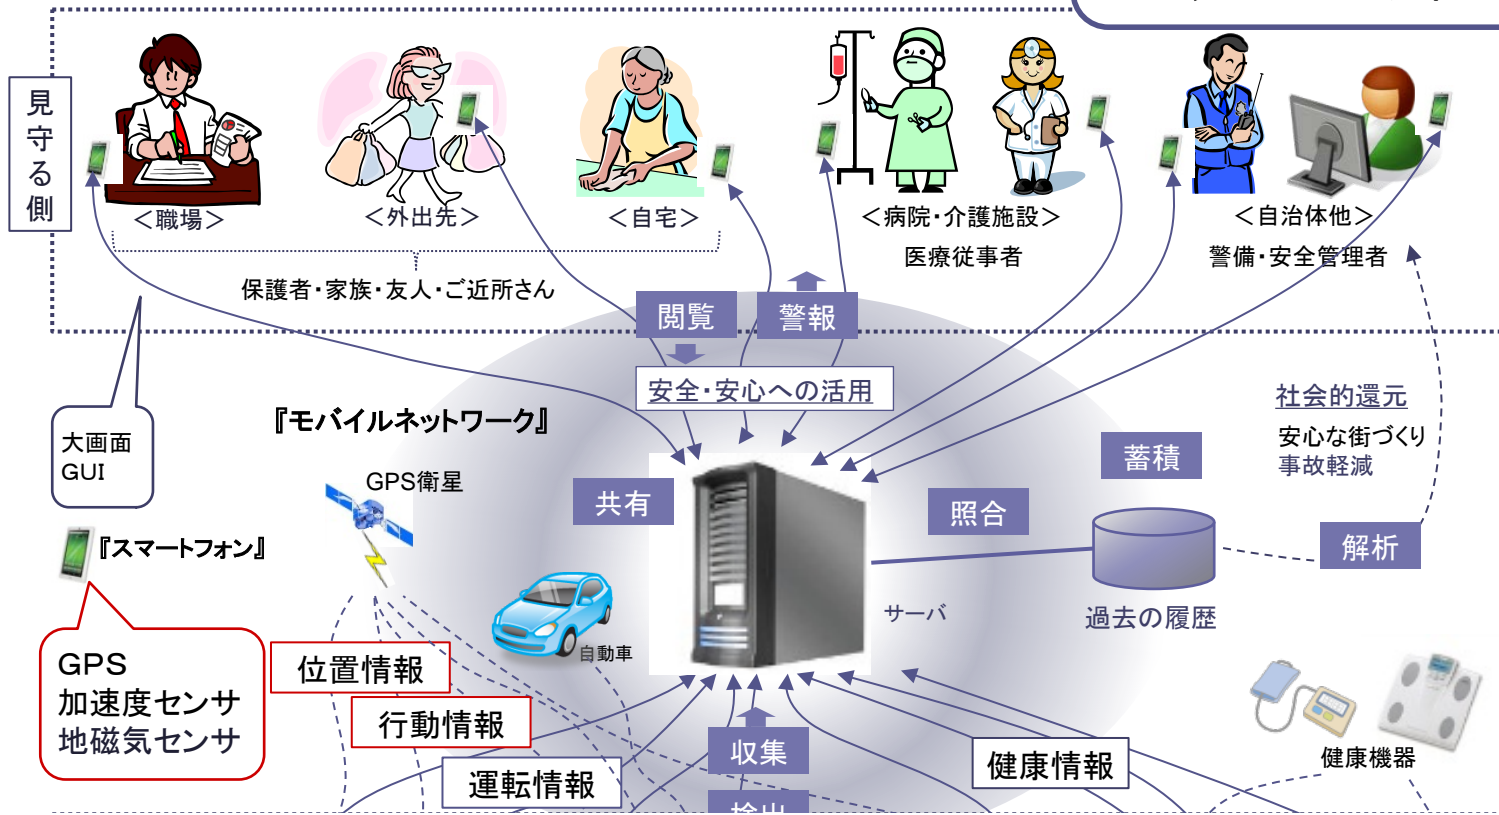 見守る側
＜職場＞
＜外出先＞
＜自宅＞
＜病院・介護施設＞
＜自治体他＞
医療従事者
警備・安全管理者
保護者・家族・友人・ご近所さん
閲覧
警報
安全・安心への活用
大画面
GUI
『モバイルネットワーク』
社会的還元
安心な街づくり
事故軽減
GPS衛星
共有
照合
蓄積
解析
『スマートフォン』
サーバ
過去の履歴
自動車
GPS
加速度センサ
地磁気センサ
位置情報
行動情報
運転情報
収集
健康情報
健康機器
検出